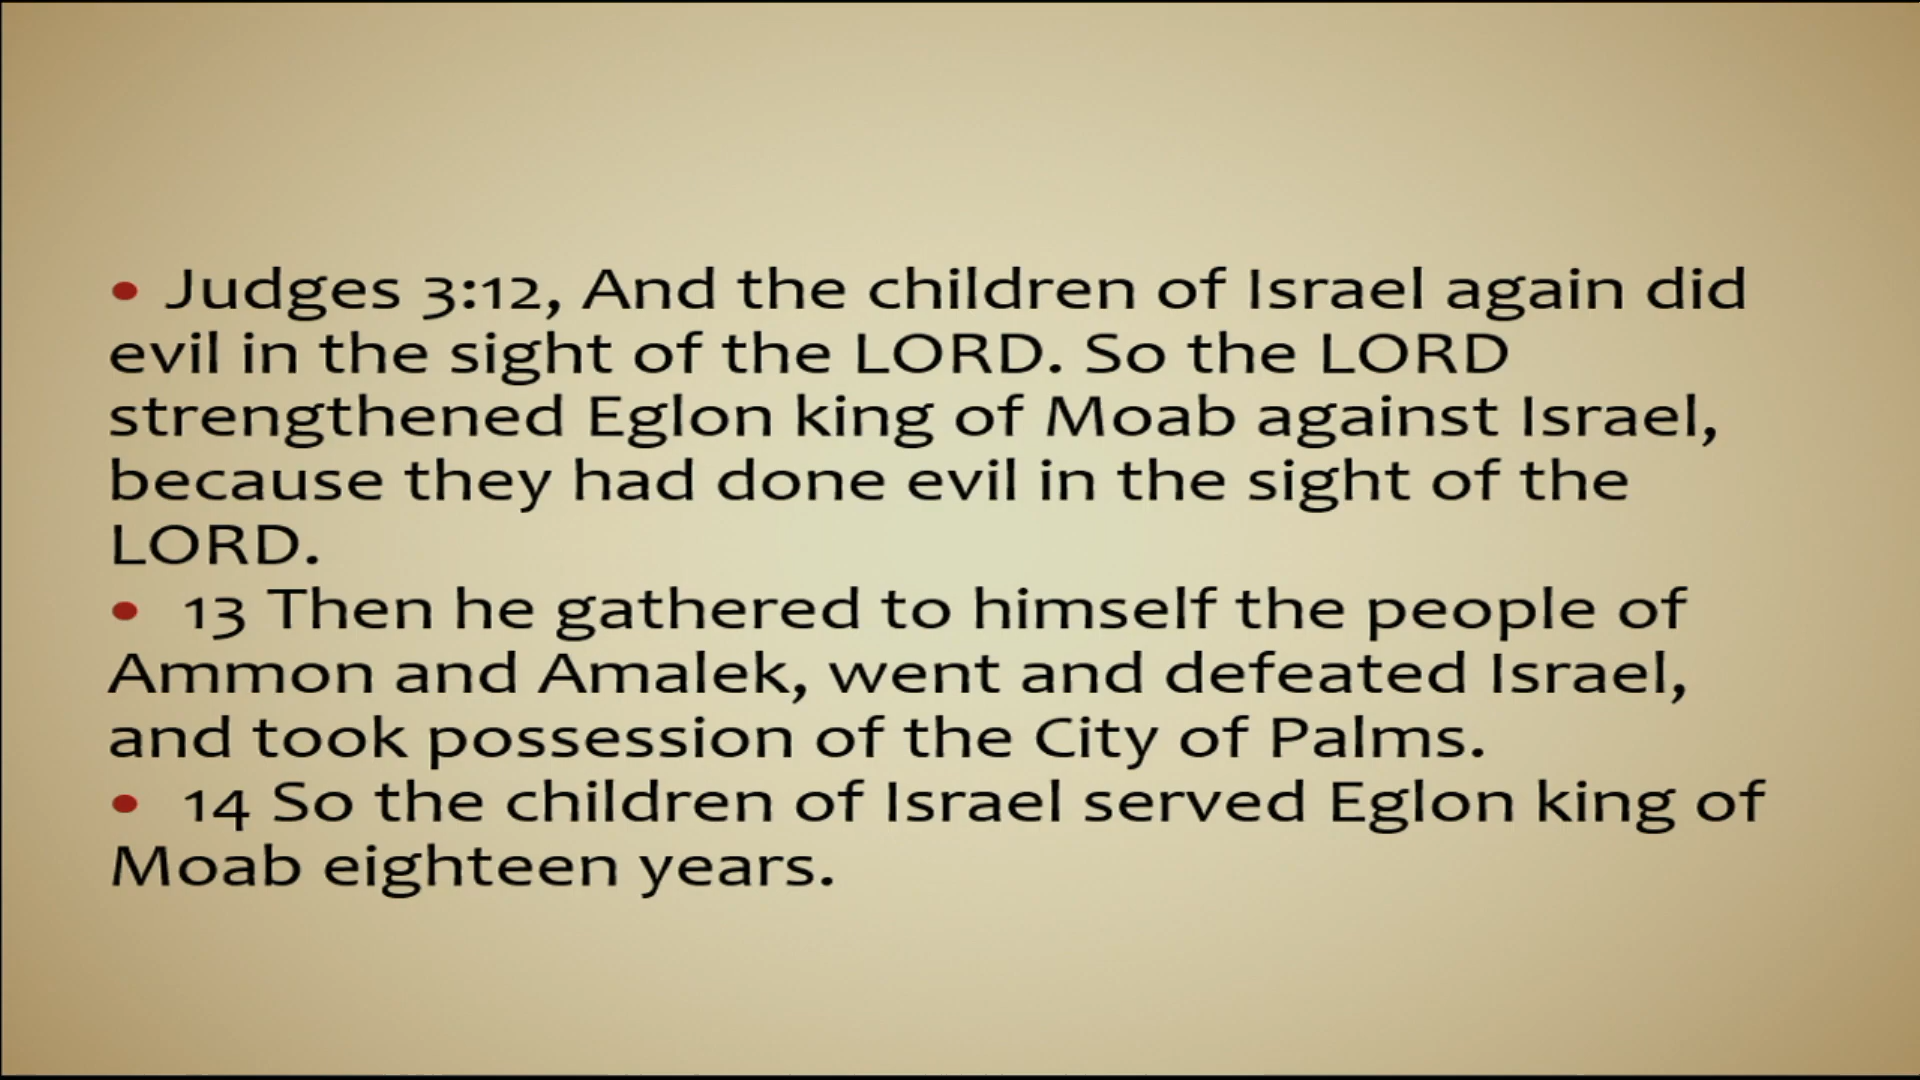 • Judges 3:12, And the children of Israel again did
evil in the sight of the LORD. So the LORD
strengthened Eglon king of Moab against Israel,
because they had done evil in the sight of the
LORD.
• 13 Then he gathered to himself the people of
Ammon and Amalek, went and defeated Israel,
and took possession of the City of Palms.
• 14 So the children of Israel served Eglon king of
Moab eighteen years.